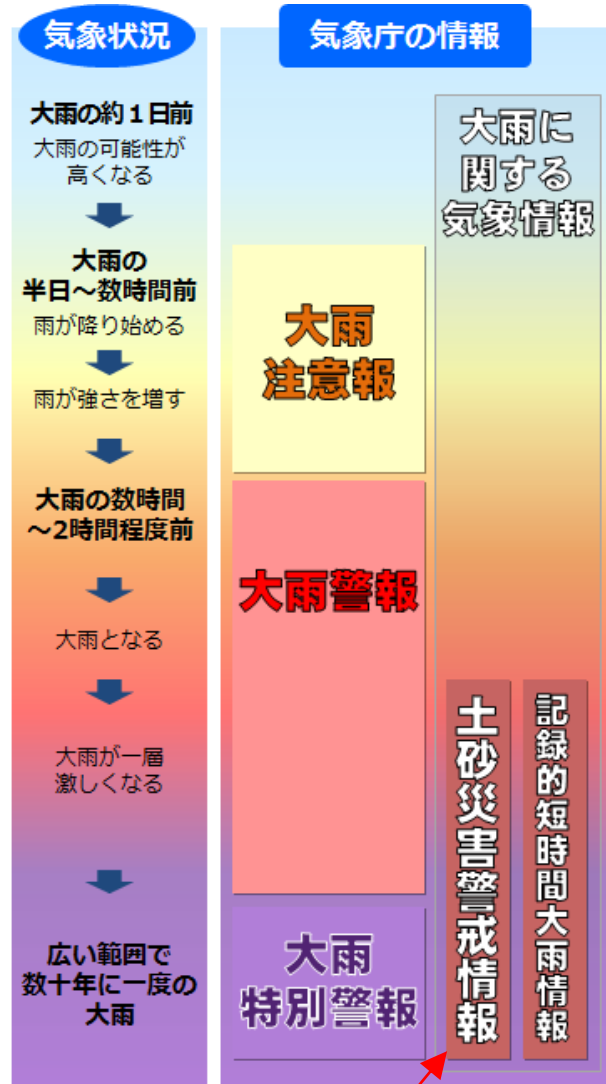 気象状況
気象庁の情報
大雨の約1日前
大雨の可能性が
高くなる
大雨の
半日～数時間前
雨が降り始める
雨が強さを増す
大雨の数時間
～2時間程度前
大雨となる
大雨が一層
激しくなる
広い範囲で
数十年に一度の
大雨
大雨
注意報
大雨警報
大雨
特別警報
大雨に
関する
気象情報
土砂災害警戒情報
記録的短時間大雨情報